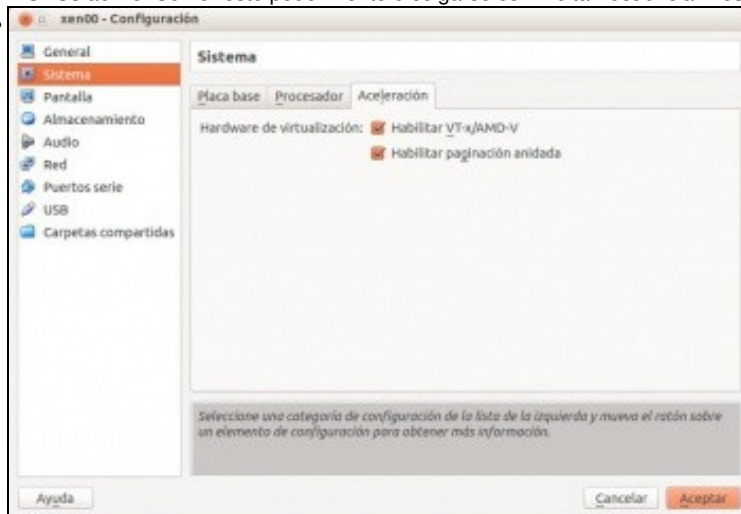 xen00 - Configuración
General
Sistema
Pantalla
Almacenamiento
Audio
Red
Puertos serie
USB
Carpetas compartidas
Sistema
Placa base Procesador Aceleración
Hardware de virtualización: Habilitar VT-x/AMD-V
Habilitar paginación anidada
Seleccione una categoría de configuración de la lista de la izquierda y mueva el ratón sobre
un elemento de configuración para obtener más información.
Ayuda
Cancelar
Aceptar